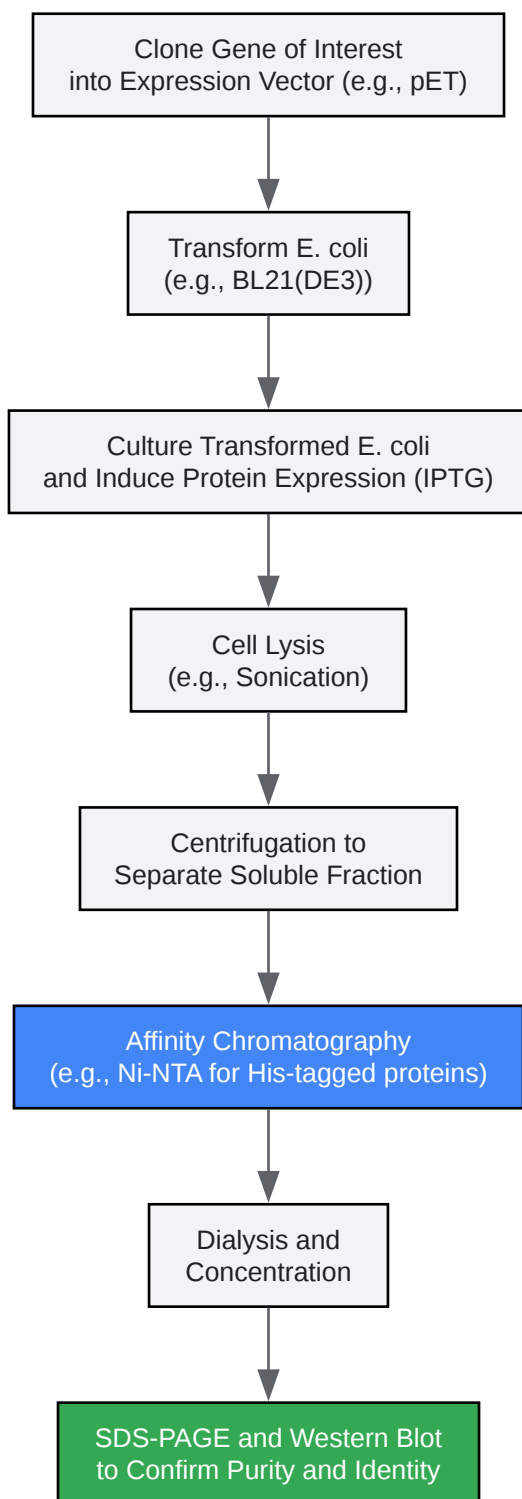 Clone Gene of Interest
into Expression Vector (e.g., pET)
Transform E. coli
(e.g., BL21(DE3))
Culture Transformed E. coli
and Induce Protein Expression (IPTG)
Cell Lysis
(e.g., Sonication)
Centrifugation to
Separate Soluble Fraction
Affinity Chromatography
(e.g., Ni-NTA for His-tagged proteins)
Dialysis and
Concentration
SDS-PAGE and Western Blot
to Confirm Purity and Identity